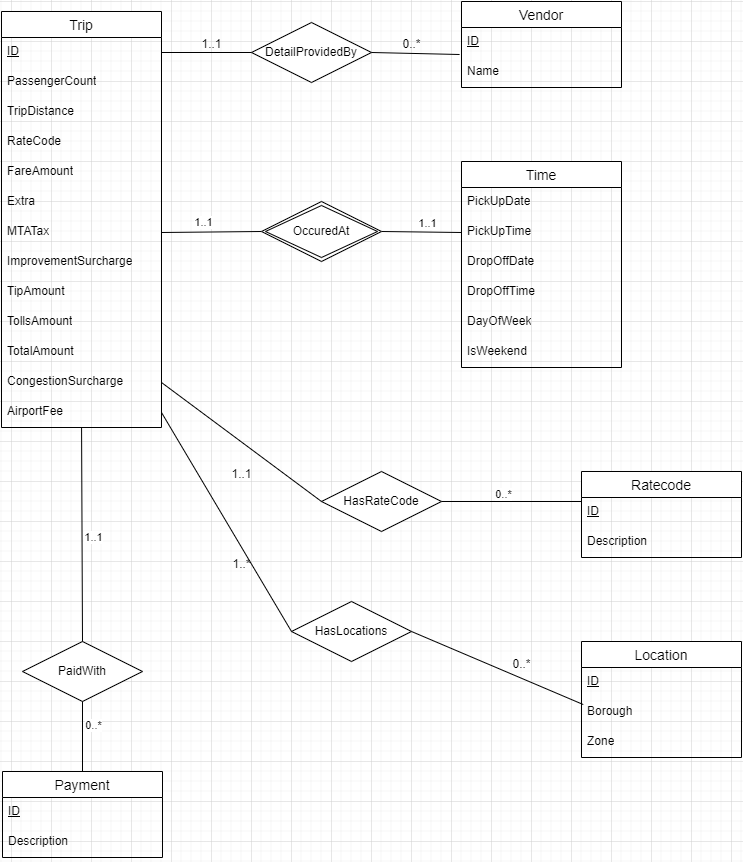 Trip
ID
PassengerCount
TripDistance
RateCode
FareAmount
Extra
MTATax
ImprovementSurcharge
TipAmount
TollsAmount
TotalAmount
CongestionSurcharge
AirportFee
1..1
DetailProvidedBy
0..*
Vendor
ID
Name
1..1
OccuredAt
1..1
Time
PickUpDate
PickUpTime
DropOffDate
DropOffTime
DayOfWeek
IsWeekend
1..1
HasRateCode
0..*
Ratecode
ID
Description
1..*
HasLocations
0..*
Location
ID
Borough
Zone
1..1
PaidWith
0..*
Payment
ID
Description